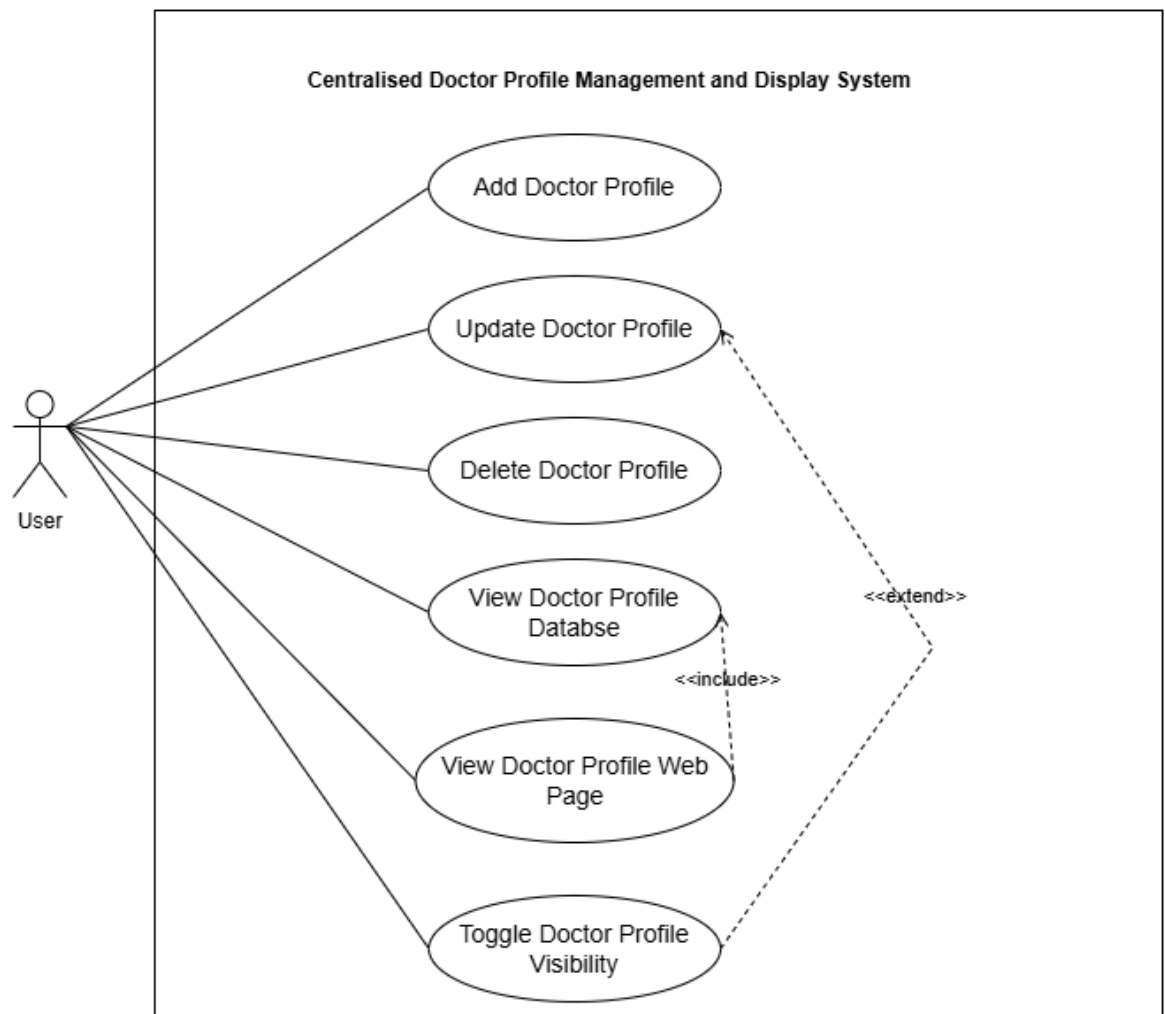 Centralised Doctor Profile Management and Display System
Add Doctor Profile
Update Doctor Profile
Delete Doctor Profile
User
View Doctor Profile
Databse
<<extend>>
<<include>>
View Doctor Profile Web
Page
Toggle Doctor Profile
Visibility